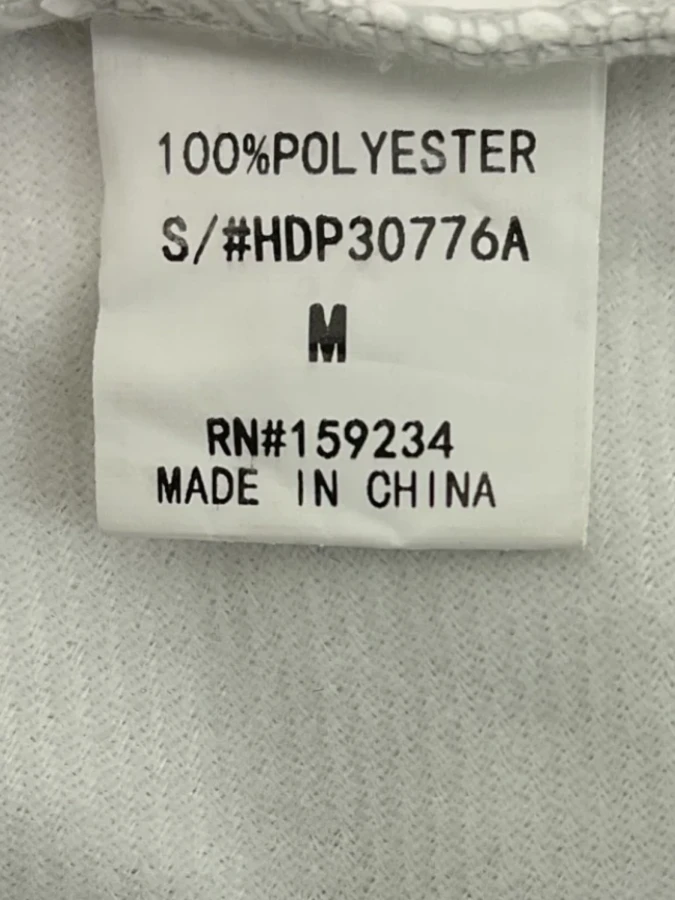 100%POLYESTER
S/#HDP30776A
M
RN#159234
MADE IN CHINA